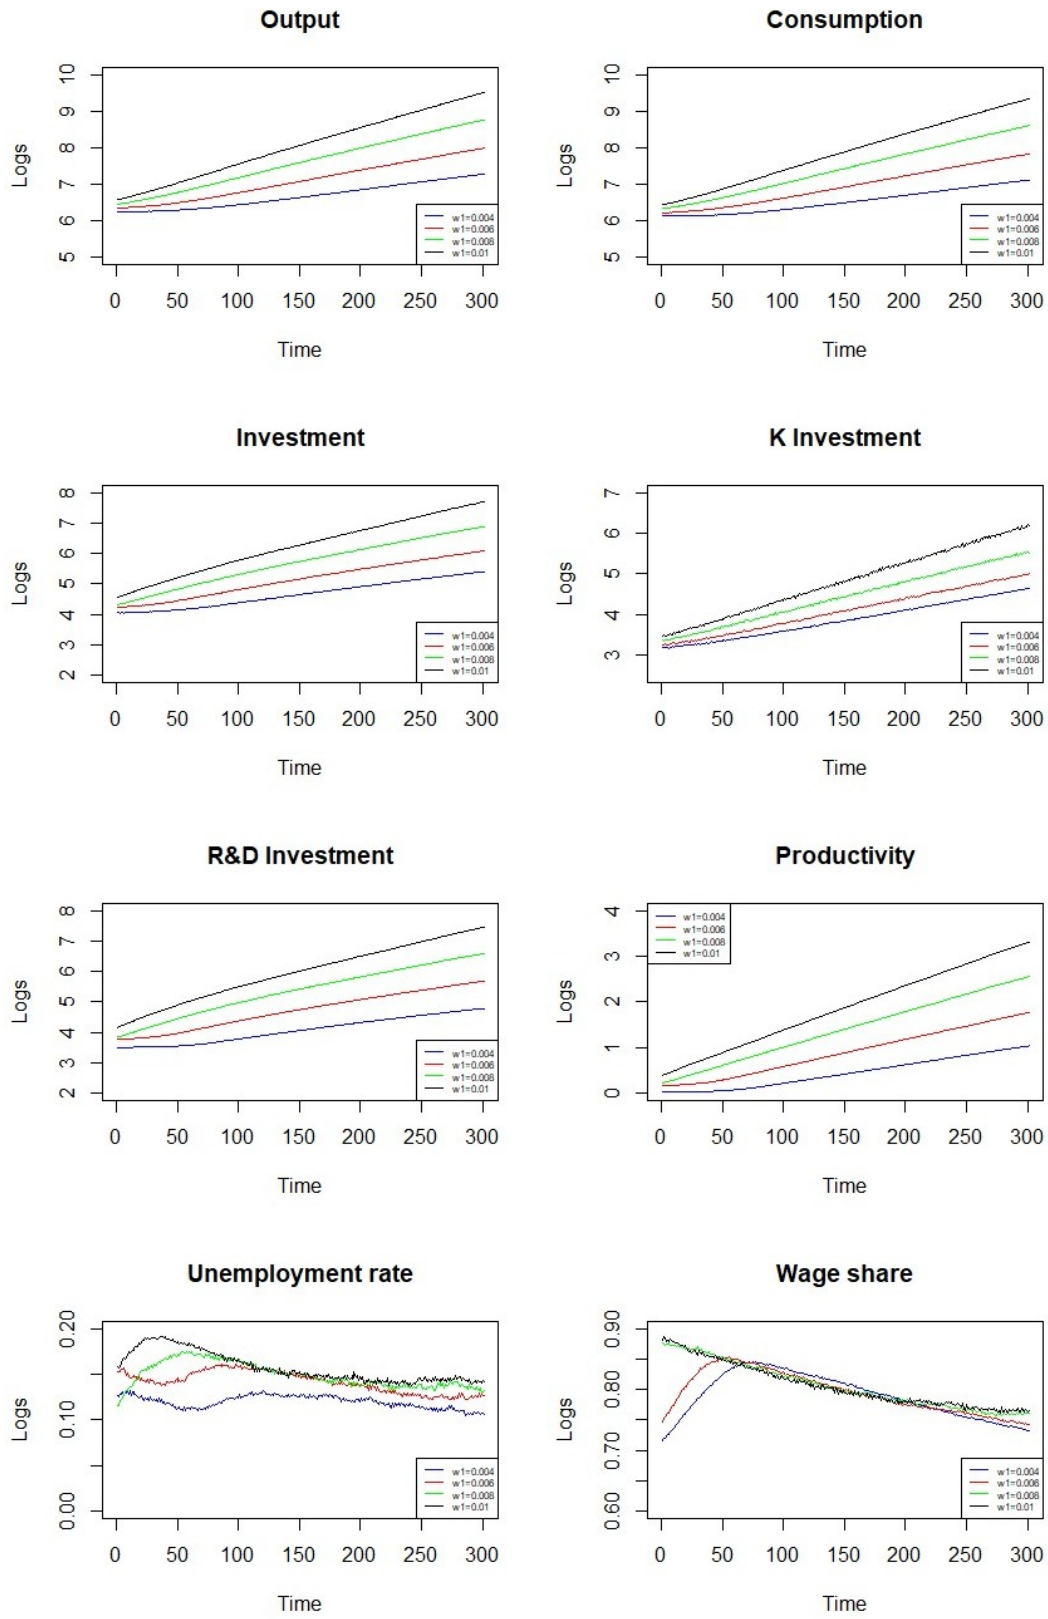 Output
Logs
10
9
8
7
6
5
w1=0.004
w1=0.006
w1=0.008
w1=0.01
0 50 100 150 200 250 300
Time
Consumption
Logs
10
9
8
7
6
5
w1=0.004
w1=0.006
w1=0.008
w1=0.01
0 50 100 150 200 250 300
Time
Investment
Logs
8
7
6
5
4
3
2
w1=0.004
w1=0.006
w1=0.008
w1=0.01
0 50 100 150 200 250 300
Time
K Investment
Logs
7
6
5
4
3
w1=0.004
w1=0.006
w1=0.008
w1=0.01
0 50 100 150 200 250 300
Time
R&D Investment
Logs
8
7
6
5
4
3
2
w1=0.004
w1=0.006
w1=0.008
w1=0.01
0 50 100 150 200 250 300
Time
Productivity
Logs
4
3
2
1
0
w1=0.004
w1=0.006
w1=0.008
w1=0.01
0 50 100 150 200 250 300
Time
Unemployment rate
Logs
0.20
0.10
0.00
w1=0.004
w1=0.006
w1=0.008
w1=0.01
0 50 100 150 200 250 300
Time
Wage share
Logs
0.90
0.80
0.70
0.60
w1=0.004
w1=0.006
w1=0.008
w1=0.01
0 50 100 150 200 250 300
Time